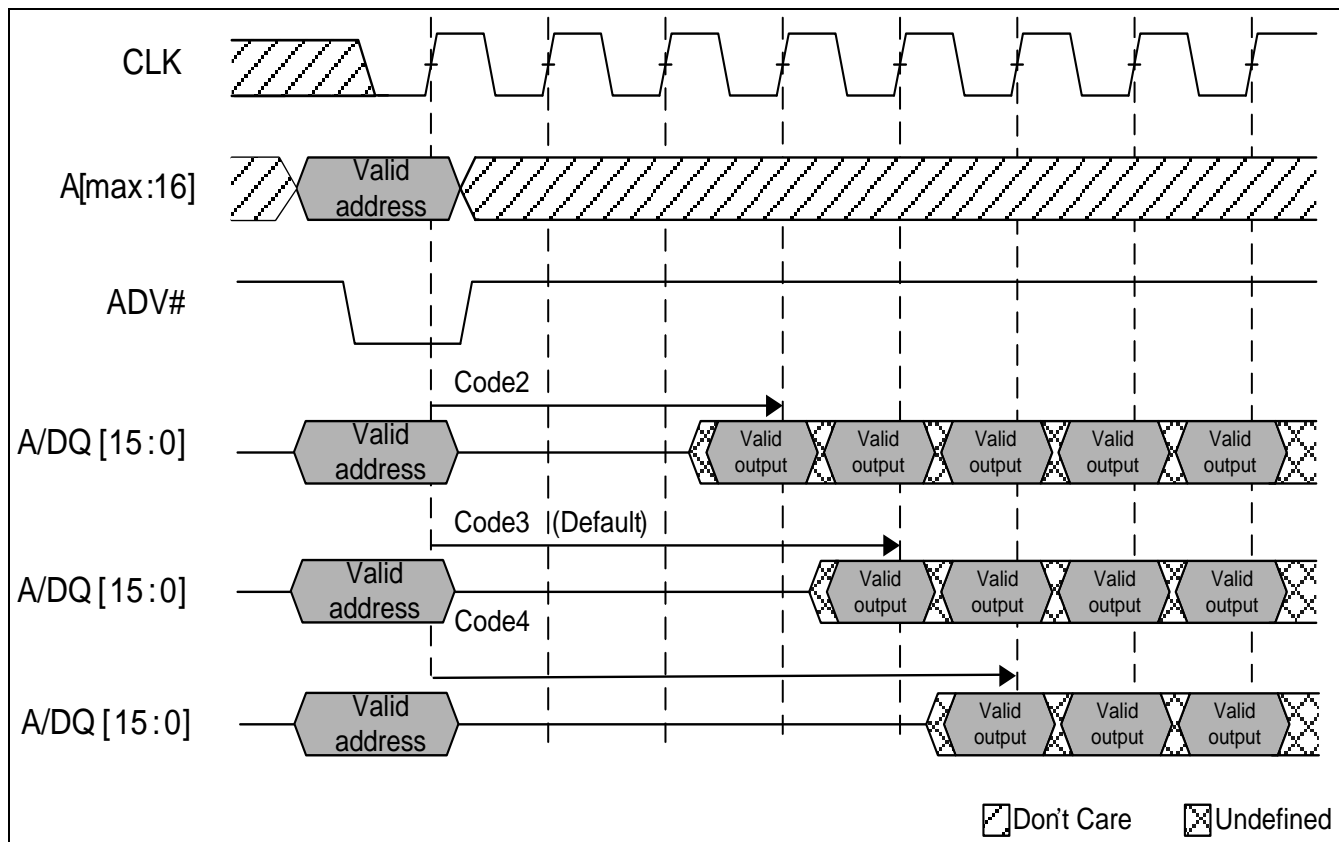 CLK
A[max:16]
Valid
address
ADV#
Code2
A/DQ[15:0]
Valid
address
Valid
output
Valid
output
Valid
output
Valid
output
Valid
output
Code3 (Default)
A/DQ[15:0]
Valid
address
Valid
output
Valid
output
Valid
output
Valid
output
Code4
A/DQ[15:0]
Valid
address
Valid
output
Valid
output
Valid
output
Don't Care
Undefined